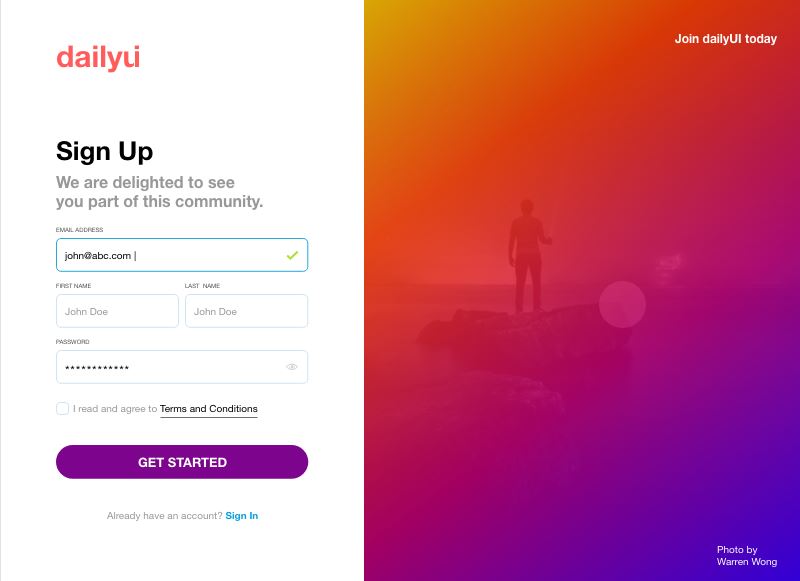 dailyui
Join dailyUI today
Sign Up
We are delighted to see
you part of this community.
EMAIL ADDRESS
john@abc.com |
FIRST NAME
LAST NAME
John Doe
John Doe
PASSWORD
************
I read and agree to Terms and Conditions
GET STARTED
Already have an account? Sign In
Photo by
Warren Wong